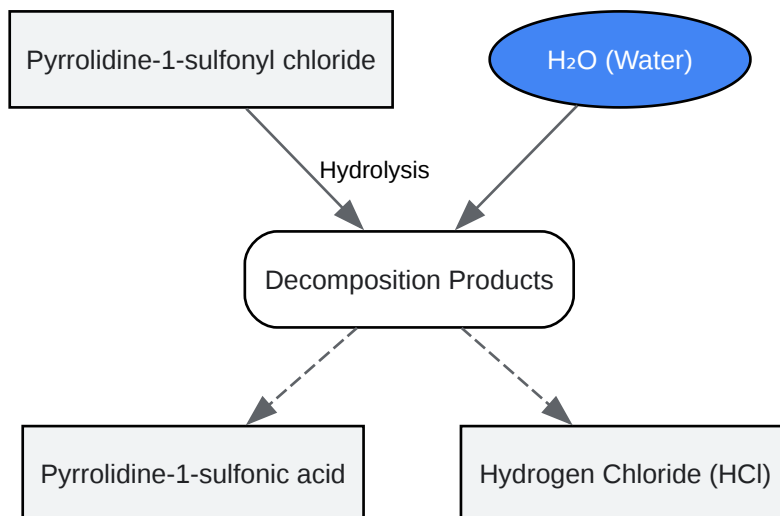 Pyrrolidine-1-sulfonyl chloride
H₂O (Water)
Hydrolysis
Decomposition Products
Pyrrolidine-1-sulfonic acid
Hydrogen Chloride (HCl)